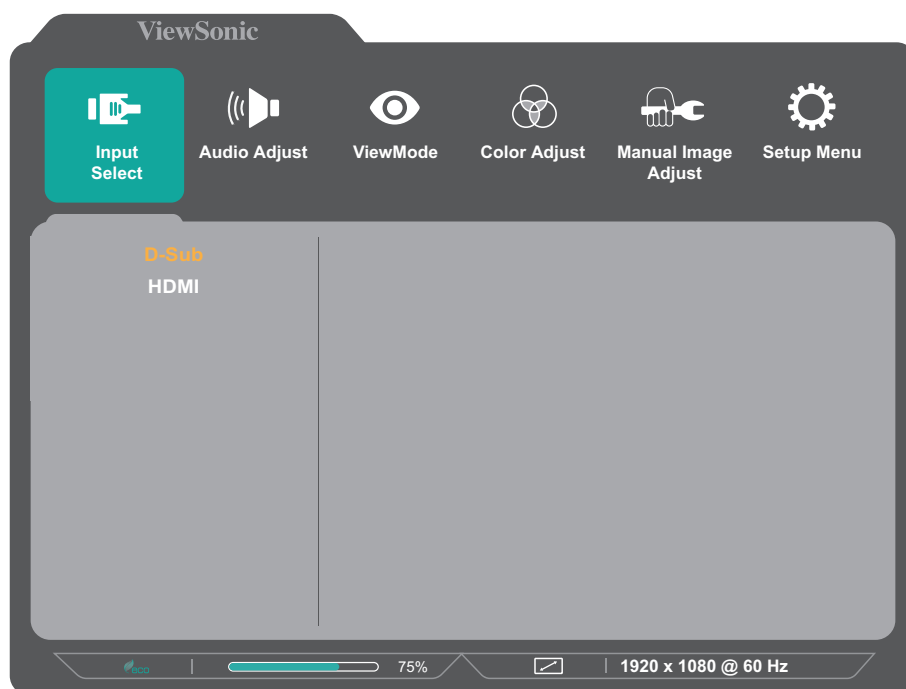 ViewSonic
Input
Select
Audio Adjust
ViewMode
Color Adjust
Manual Image
Adjust
Setup Menu
D-Sub
HDMI
eco
75%
1920 x 1080 @ 60 Hz